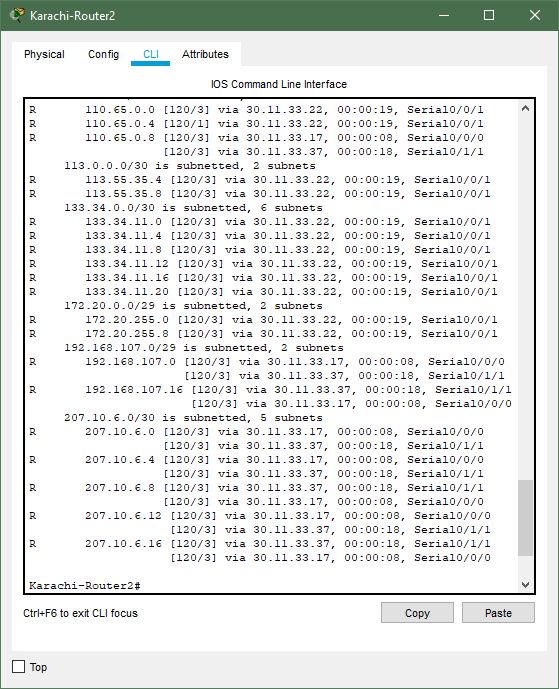 Karachi-Router2
Physical Config CLI Attributes
IOS Command Line Interface
R 110.65.0.0 [120/3] via 30.11.33.22, 00:00:19, Serial0/0/1
R 110.65.0.4 [120/1] via 30.11.33.22, 00:00:19, Serial0/0/1
R 110.65.0.8 [120/3] via 30.11.33.17, 00:00:08, Serial0/0/0
[120/3] via 30.11.33.37, 00:00:18, Serial0/1/1
113.0.0.0/30 is subnetted, 2 subnets
R 113.55.35.4 [120/3] via 30.11.33.22, 00:00:19, Serial0/0/1
R 113.55.35.8 [120/3] via 30.11.33.22, 00:00:19, Serial0/0/1
133.34.0.0/30 is subnetted, 6 subnets
R 133.34.11.0 [120/3] via 30.11.33.22, 00:00:19, Serial0/0/1
R 133.34.11.4 [120/3] via 30.11.33.22, 00:00:19, Serial0/0/1
R 133.34.11.8 [120/3] via 30.11.33.22, 00:00:19, Serial0/0/1
R 133.34.11.12 [120/3] via 30.11.33.22, 00:00:19, Serial0/0/1
R 133.34.11.16 [120/3] via 30.11.33.22, 00:00:19, Serial0/0/1
R 133.34.11.20 [120/3] via 30.11.33.22, 00:00:19, Serial0/0/1
172.20.0.0/29 is subnetted, 2 subnets
R 172.20.255.0 [120/3] via 30.11.33.22, 00:00:19, Serial0/0/1
R 172.20.255.8 [120/3] via 30.11.33.22, 00:00:19, Serial0/0/1
192.168.107.0/29 is subnetted, 2 subnets
R 192.168.107.0 [120/3] via 30.11.33.17, 00:00:08, Serial0/0/0
[120/3] via 30.11.33.37, 00:00:18, Serial0/1/1
R 192.168.107.16 [120/3] via 30.11.33.37, 00:00:18, Serial0/1/1
[120/3] via 30.11.33.17, 00:00:08, Serial0/0/0
207.10.6.0/30 is subnetted, 5 subnets
R 207.10.6.0 [120/3] via 30.11.33.17, 00:00:08, Serial0/0/0
[120/3] via 30.11.33.37, 00:00:18, Serial0/1/1
R 207.10.6.4 [120/3] via 30.11.33.17, 00:00:08, Serial0/0/0
[120/3] via 30.11.33.37, 00:00:18, Serial0/1/1
R 207.10.6.8 [120/3] via 30.11.33.37, 00:00:18, Serial0/1/1
[120/3] via 30.11.33.17, 00:00:08, Serial0/0/0
R 207.10.6.12 [120/3] via 30.11.33.17, 00:00:08, Serial0/0/0
[120/3] via 30.11.33.37, 00:00:18, Serial0/1/1
R 207.10.6.16 [120/3] via 30.11.33.37, 00:00:18, Serial0/1/1
[120/3] via 30.11.33.17, 00:00:08, Serial0/0/0
Karachi-Router2#
Ctrl+F6 to exit CLI focus Copy Paste
Top